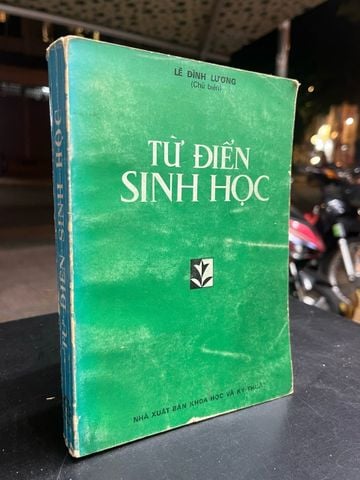 LÊ ĐÌNH LƯƠNG
(Chủ biên)
TỪ ĐIỂN
SINH HỌC
NHÀ XUẤT BẢN KHOA HỌC VÀ KỸ THUẬT
TỪ ĐIỂN SINH HỌC